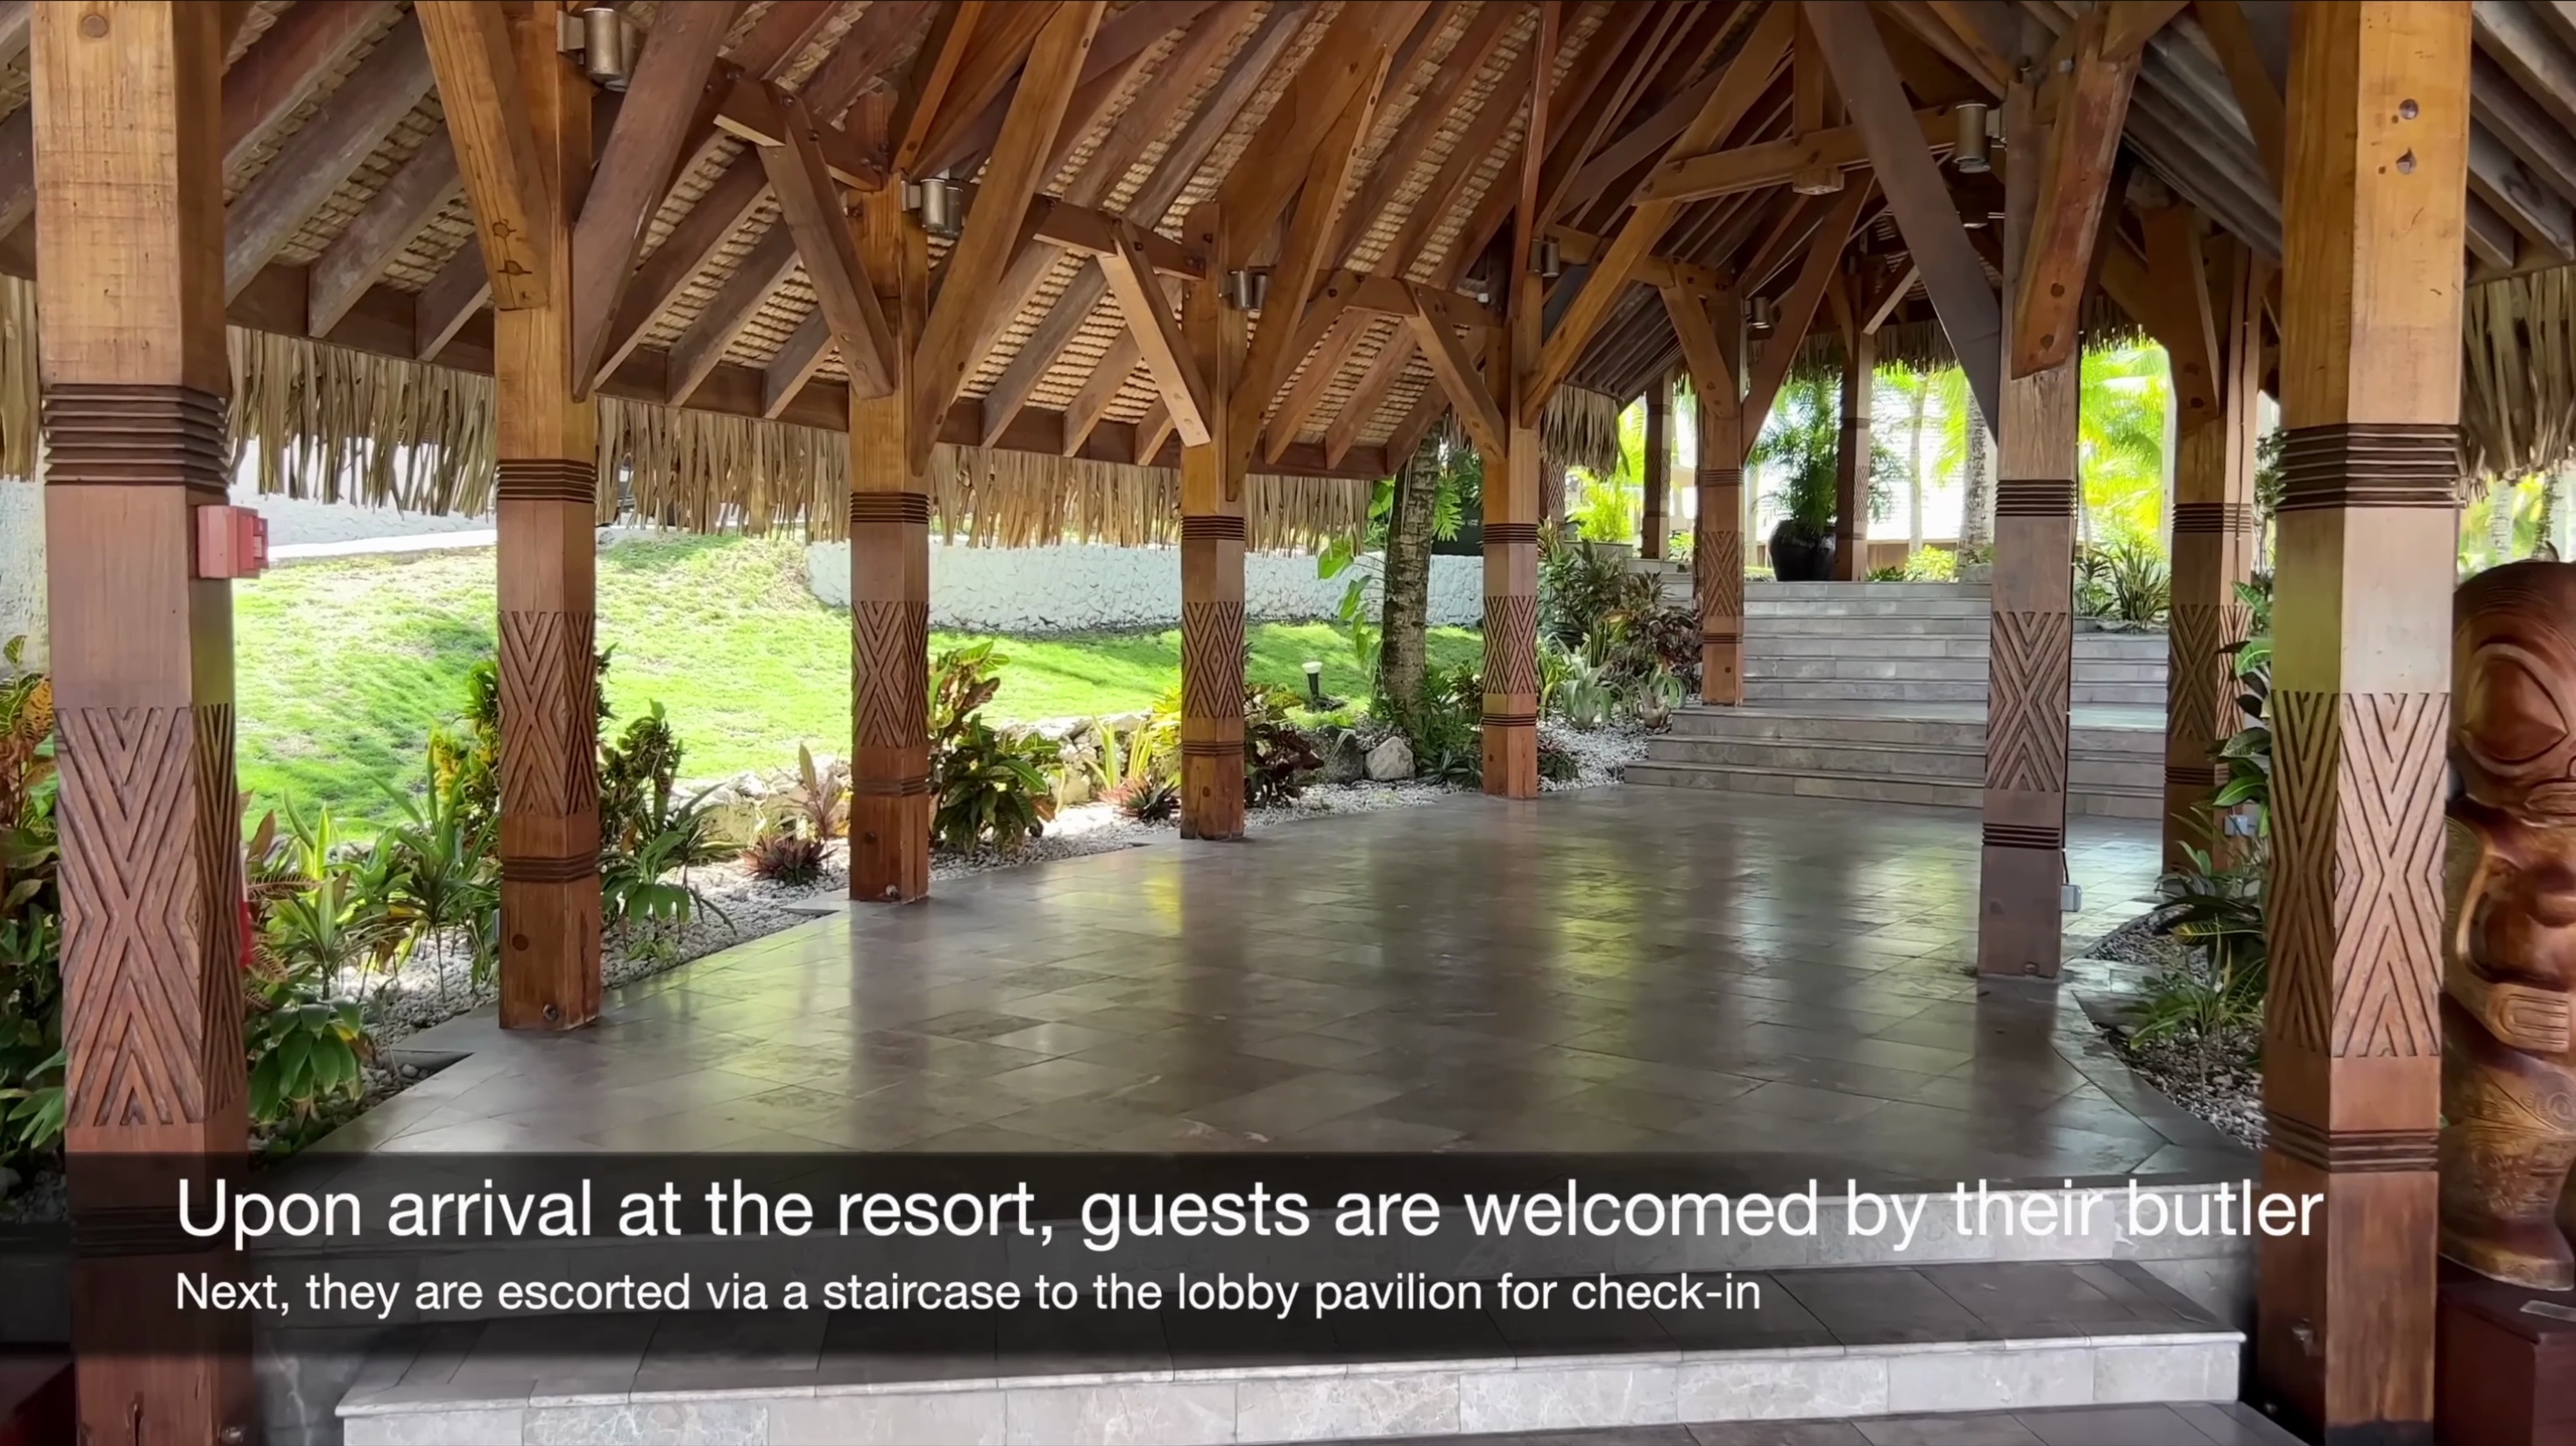 Upon arrival at the resort, guests are welcomed by their butler
Next, they are escorted via a staircase to the lobby pavilion for check-in